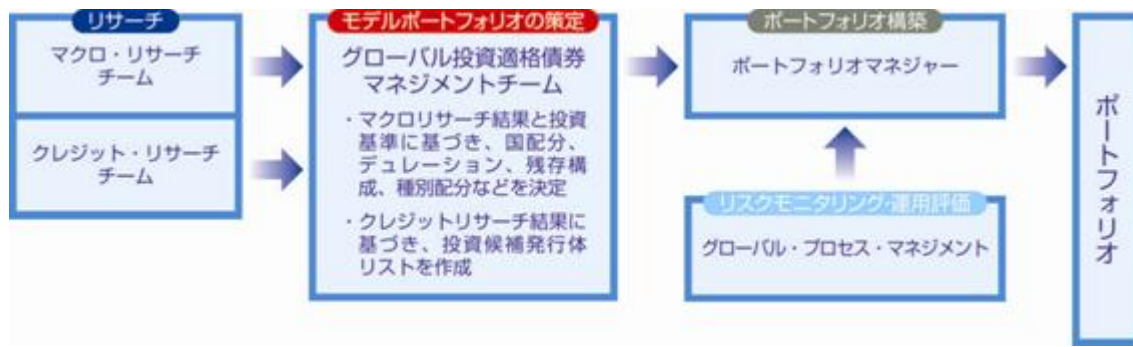 リサーチ
マクロ・リサーチ
チーム
クレジット・リサーチ
チーム
モデルポートフォリオの策定
グローバル投資適格債券
マネジメントチーム
・マクロリサーチ結果と投資
基準に基づき、国配分、
デュレーション、残存構
成、種別配分などを決定
・クレジットリサーチ結果に
基づき、投資候補発行体
リストを作成
ポートフォリオ構築
ポートフォリオマネジャー
リスクモニタリング・運用評価
グローバル・プロセス・マネジメント
ポートフォリオ